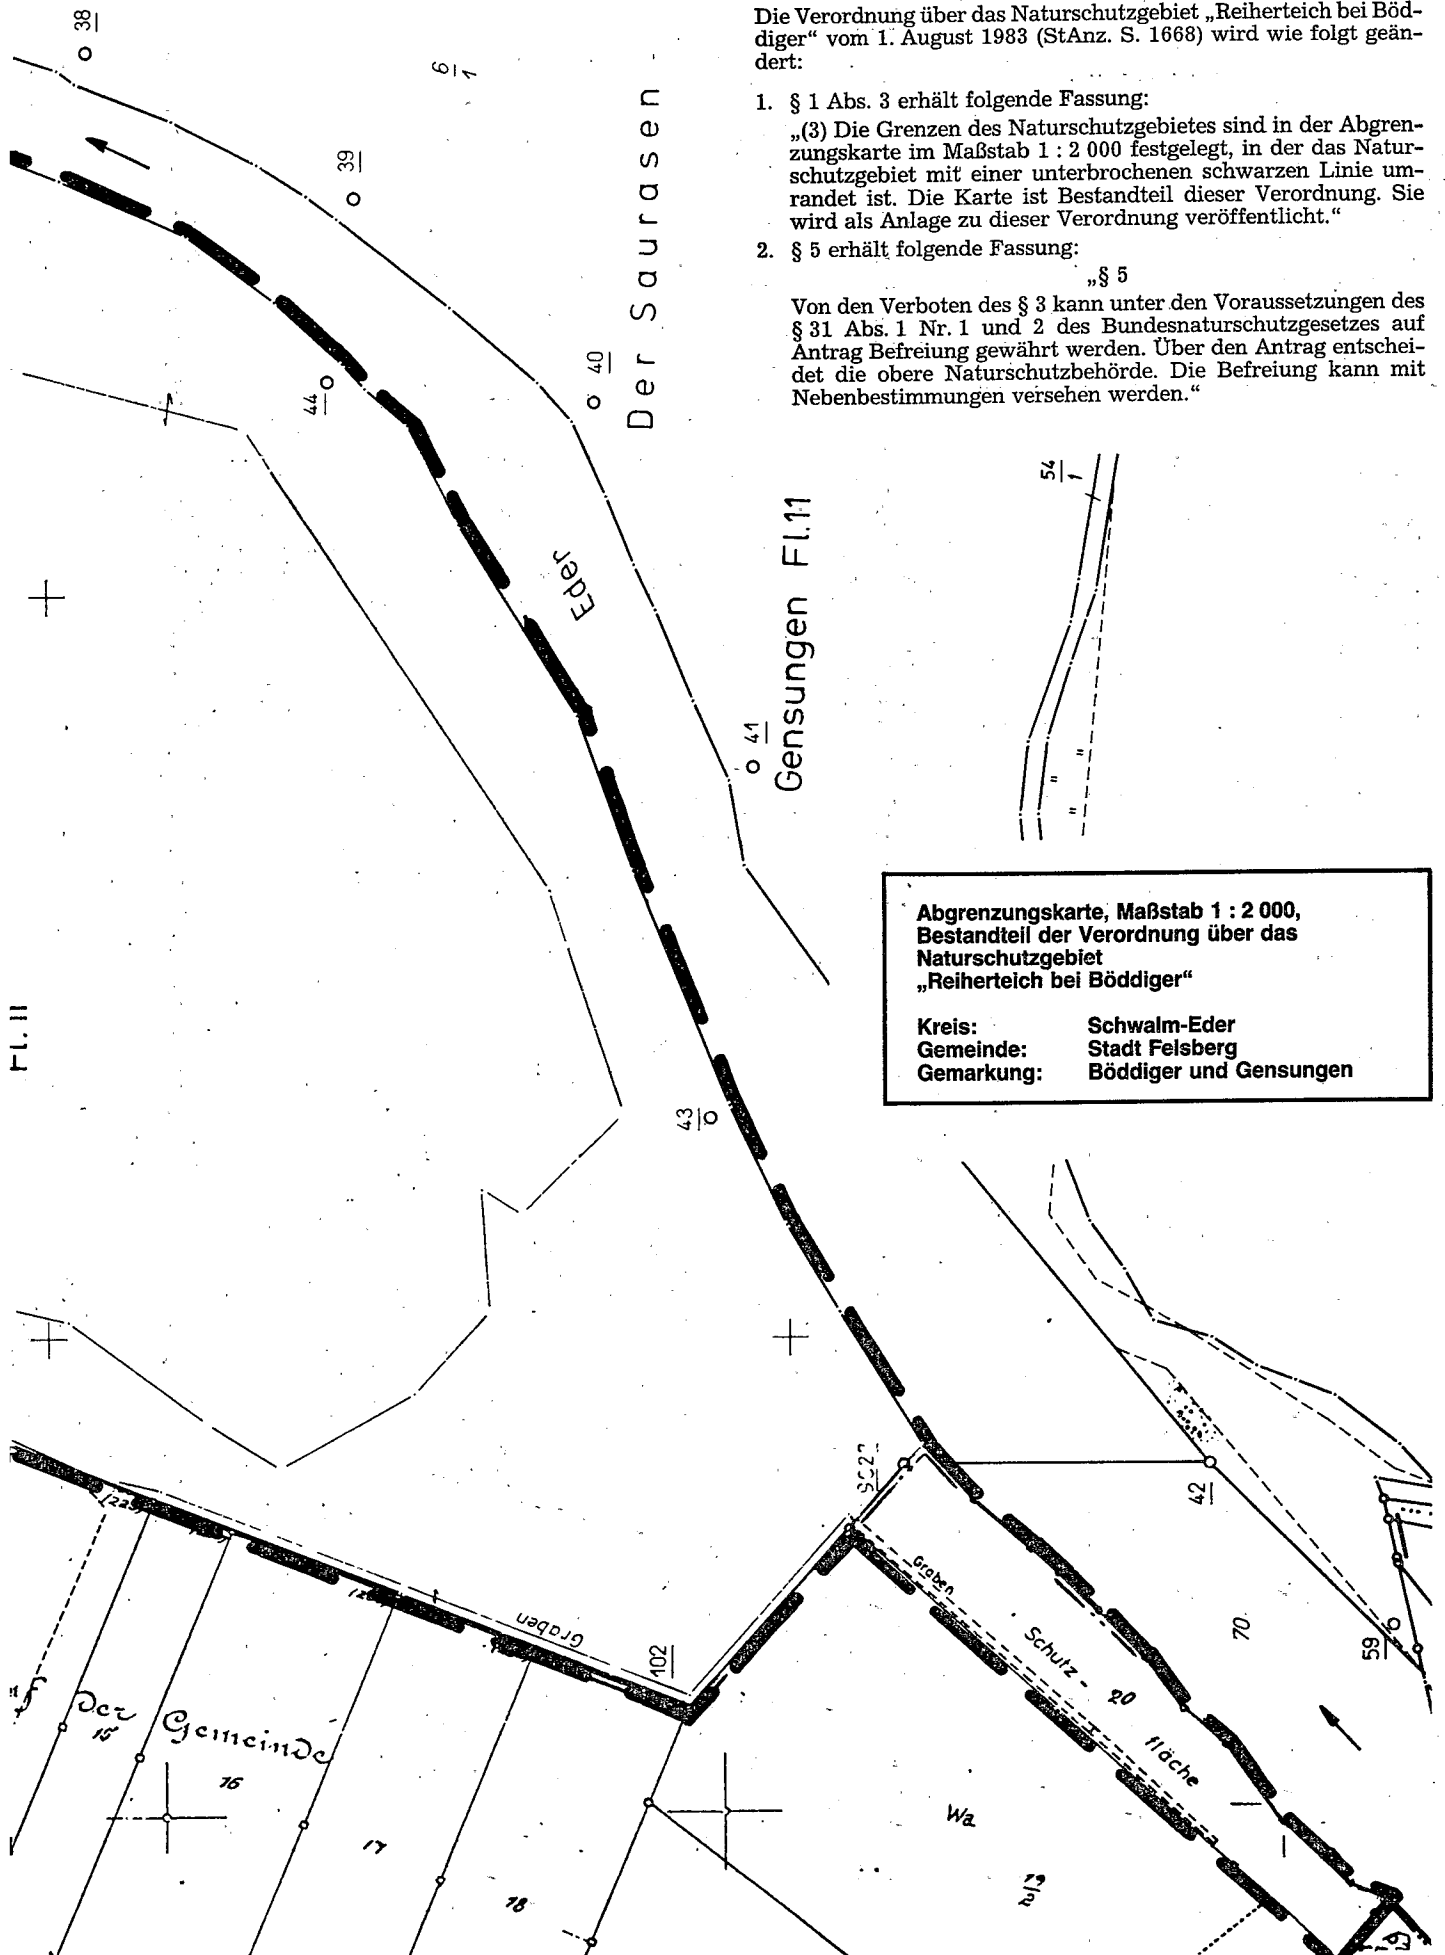 Die Verordnung über das Naturschutzgebiet „Reiherteich bei Böd-
diger“ vom 1. August 1983 (StAnz. S. 1668) wird wie folgt geän-
dert:
1. § 1 Abs. 3 erhält folgende Fassung:
„(3) Die Grenzen des Naturschutzgebietes sind in der Abgren-
zungskarte im Maßstab 1 : 2 000 festgelegt, in der das Natur-
schutzgebiet mit einer unterbrochenen schwarzen Linie um-
randet ist. Die Karte ist Bestandteil dieser Verordnung. Sie
wird als Anlage zu dieser Verordnung veröffentlicht.“
2. § 5 erhält folgende Fassung:
„§ 5
Von den Verboten des § 3 kann unter den Voraussetzungen des
§ 31 Abs. 1 Nr. 1 und 2 des Bundesnaturschutzgesetzes auf
Antrag Befreiung gewährt werden. Über den Antrag entschei-
det die obere Naturschutzbehörde. Die Befreiung kann mit
Nebenbestimmungen versehen werden.“
38
6
1
39
Der Saurasen
40
44
54
1
Eder
Gensungen Fl.11
41
Abgrenzungskarte, Maßstab 1 : 2 000,
Bestandteil der Verordnung über das
Naturschutzgebiet
„Reiherteich bei Böddiger“
Kreis: Schwalm-Eder
Gemeinde: Stadt Felsberg
Gemarkung: Böddiger und Gensungen
Fl. 11
43
42
Graben
Graben
102
Schutz-
20
fläche
70
59
Der
15
Gemeinde
16
17
18
Wa
19
2